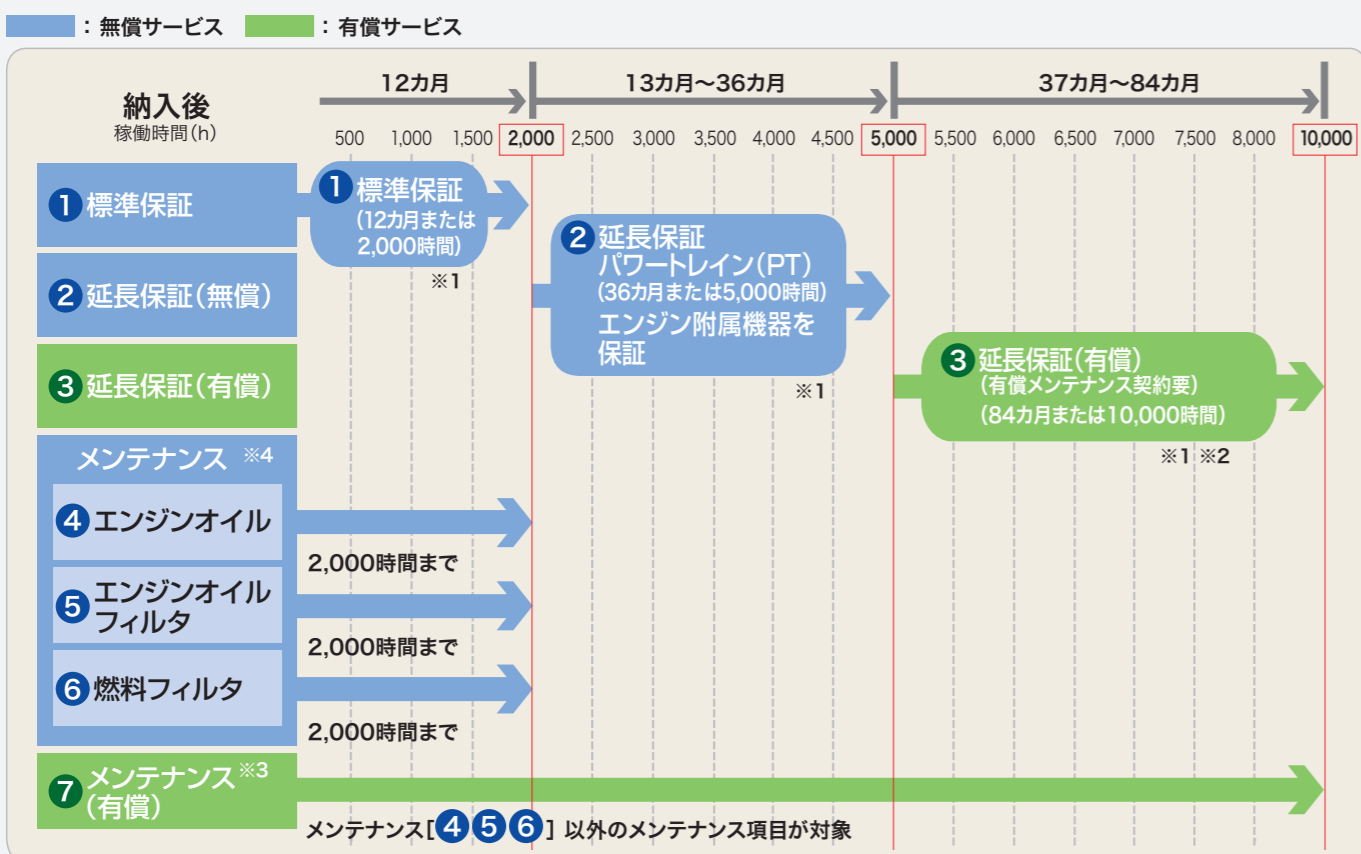 ：無償サービス ：有償サービス
納入後
稼働時間（h）
12カ月 13カ月～36カ月 37カ月～84カ月
500 1,000 1,500 2,000 2,500 3,000 3,500 4,000 4,500 5,000 5,500 6,000 6,500 7,000 7,500 8,000 10,000
❶標準保証
❶標準保証
(12カ月または
2,000時間)
※1
❷延長保証(無償)
❷延長保証
パワートレイン(PT)
(36カ月または5,000時間)
エンジン附属機器を
保証
※1
❸延長保証(有償)
❸延長保証(有償)
(有償メンテナンス契約要)
(84カ月または10,000時間)
※1 ※2
メンテナンス ※4
❹エンジンオイル
2,000時間まで
❺エンジンオイル
フィルタ
2,000時間まで
❻燃料フィルタ
2,000時間まで
❼メンテナンス※3
(有償)
メンテナンス[❹❺❻] 以外のメンテナンス項目が対象